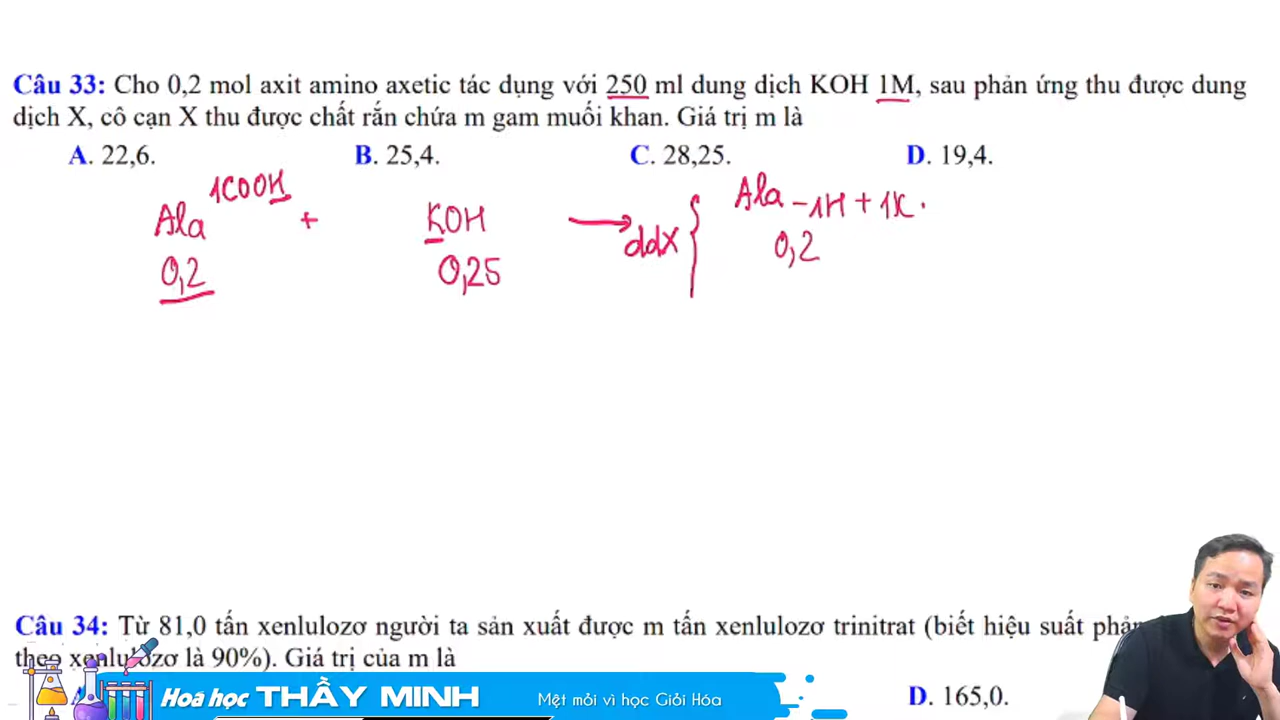 Câu 33: Cho 0,2 mol axit amino axetic tác dụng với 250 ml dung dịch KOH 1M, sau phản ứng thu được dung
dịch X, cô cạn X thu được chất rắn chứa m gam muối khan. Giá trị m là
A. 22,6. B. 25,4. C. 28,25. D. 19,4.
1COOH
Ala + KOH → ddX { Ala -1H + 1K.
0,2 0,25 0,2
Câu 34: Từ 81,0 tấn xenlulozơ người ta sản xuất được m tấn xenlulozơ trinitrat (biết hiệu suất
theo xenlulozơ là 90%). Giá trị của m là
D. 165,0.
Hoá học THẦY MINH Mệt mỏi vì học Giỏi Hóa